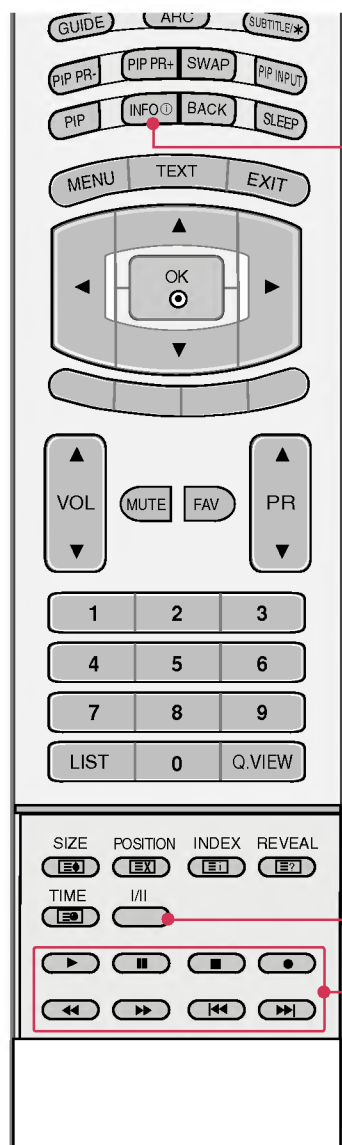 GUIDE ARC SUBTITLE/*
PIP PR- PIP PR+ SWAP PIP INPUT
PIP INFO i BACK SLEEP
MENU TEXT EXIT
OK
VOL MUTE FAV PR
1 2 3
4 5 6
7 8 9
LIST 0 Q.VIEW
SIZE POSITION INDEX REVEAL
TIME I/II